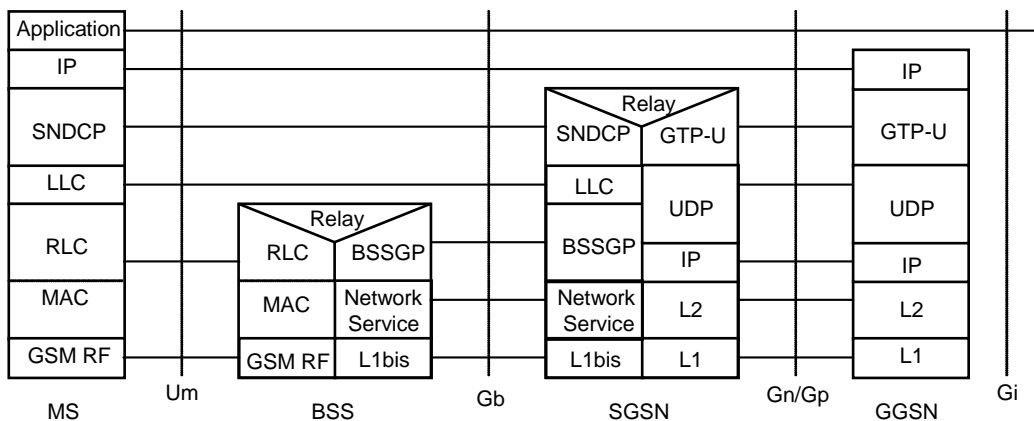 Application
IP
SNDCP
LLC
RLC
MAC
GSM RF
MS
Um
Relay
RLC
BSSGP
MAC
Network
Service
GSM RF
L1bis
BSS
Gb
Relay
SNDCP
GTP-U
LLC
UDP
BSSGP
IP
Network
Service
L2
L1bis
L1
SGSN
Gn/Gp
IP
GTP-U
UDP
IP
L2
L1
GGSN
Gi